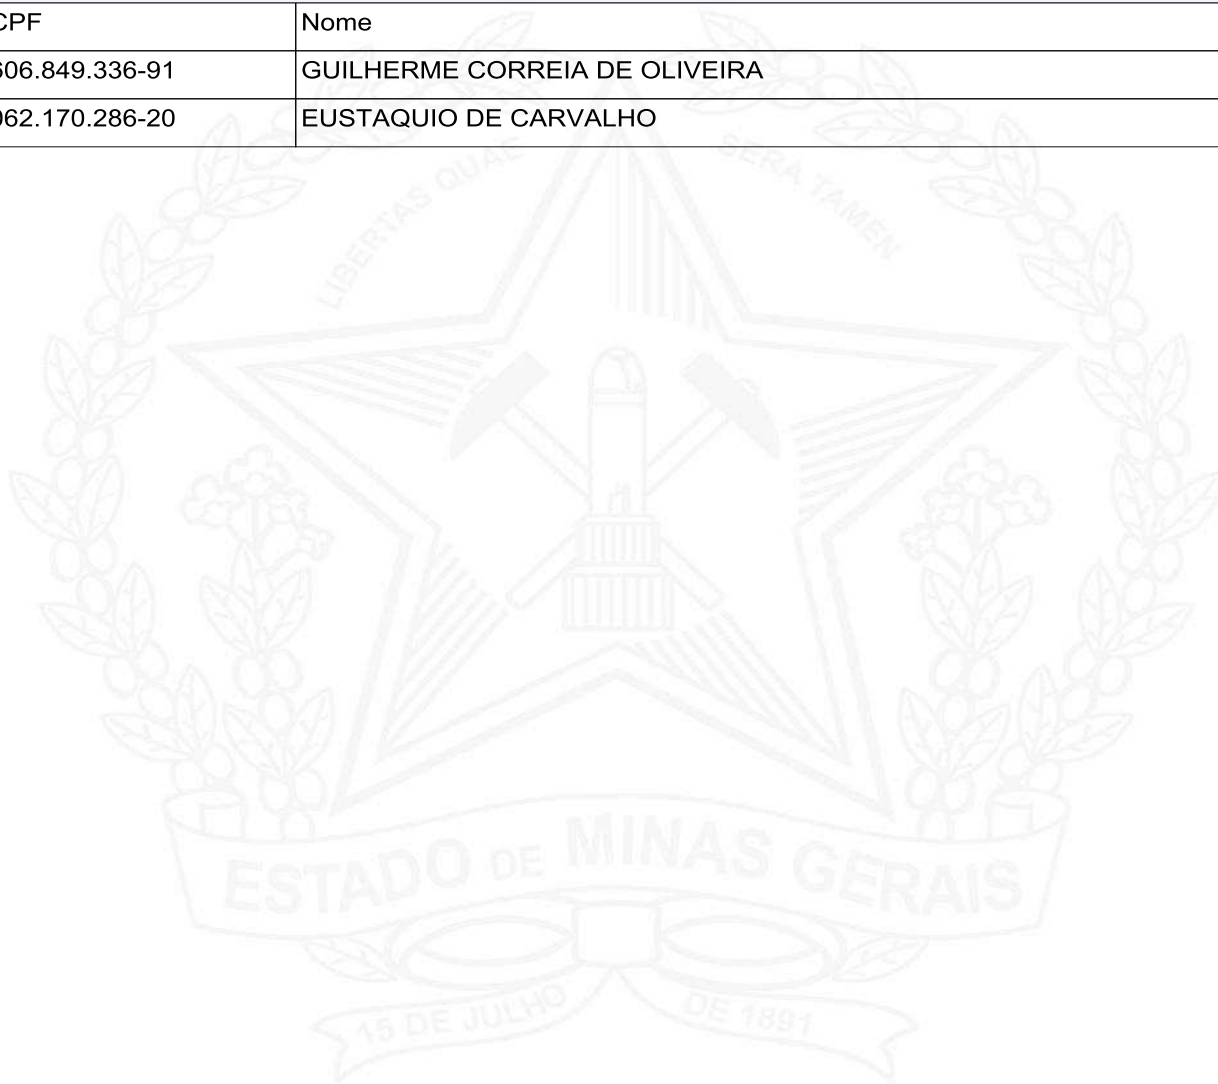 CPF Nome
606.849.336-91 GUILHERME CORREIA DE OLIVEIRA
062.170.286-20 EUSTAQUIO DE CARVALHO
LIBERTAS QUAE SERA TAMEN
ESTADO DE MINAS GERAIS
15 DE JULHO DE 1891